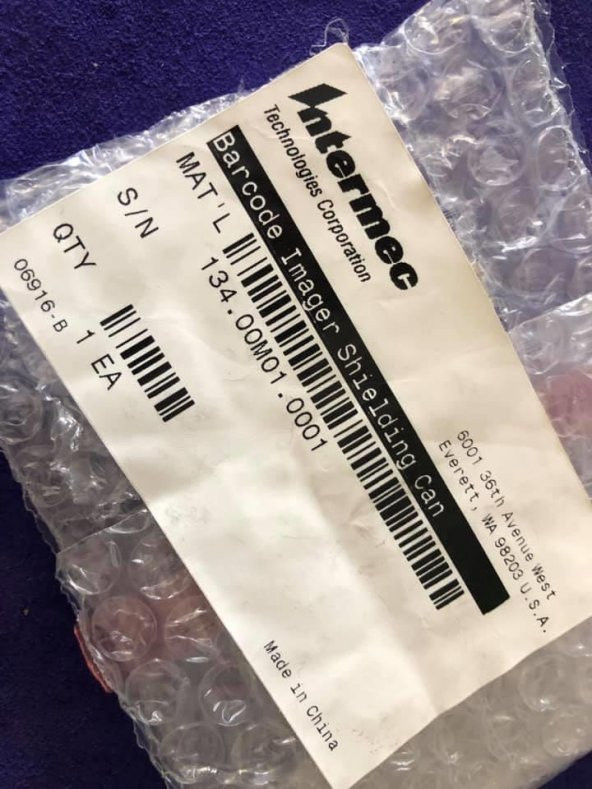 Intermec
Technologies Corporation
6001 36th Avenue West
Everett, WA 98203 U.S.A.
Barcode Imager Shielding Can
MAT'L
134.00M01.0001
S/N
QTY
1 EA
06916-B
Made in China